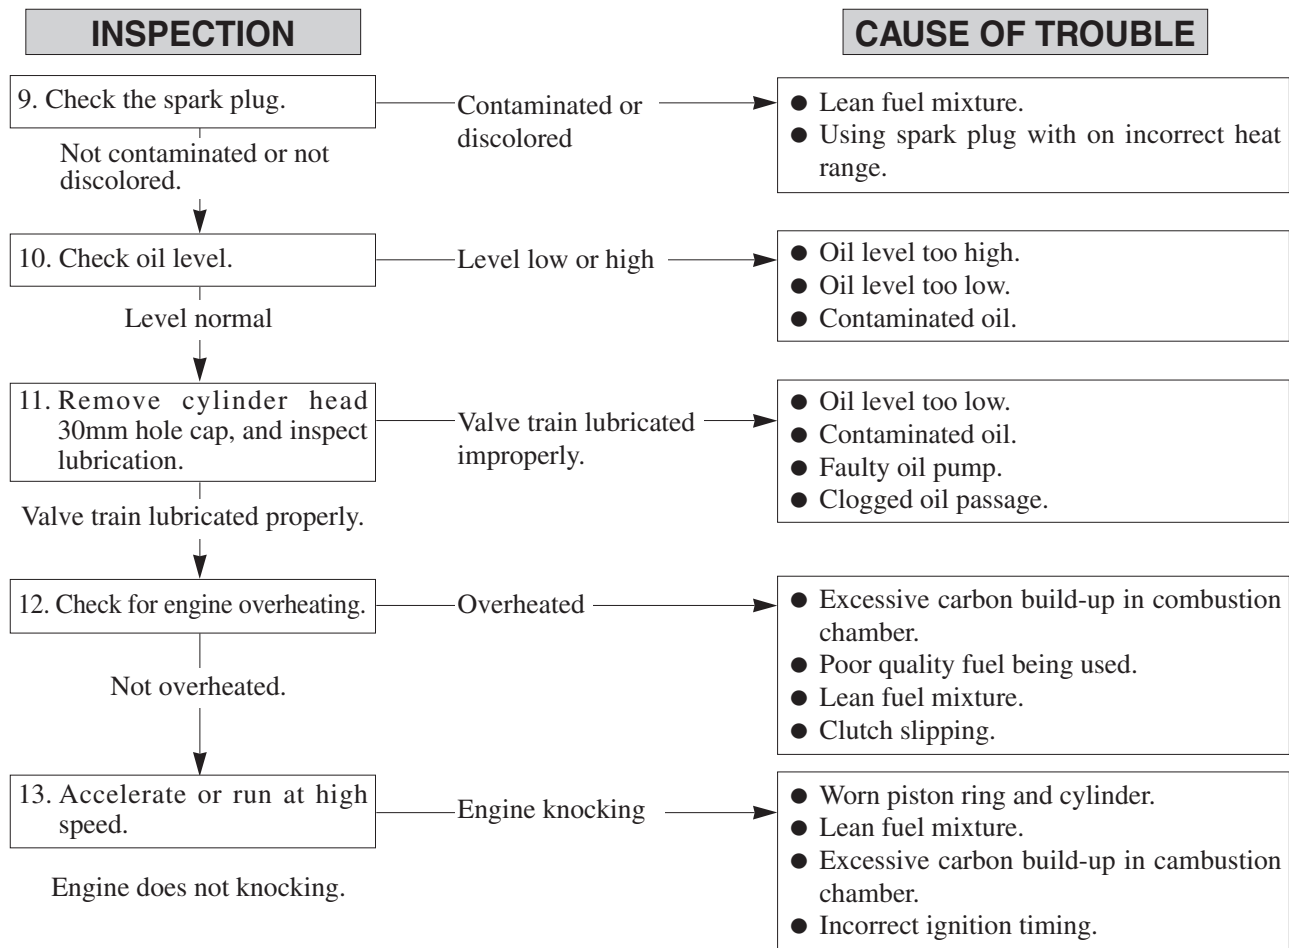 INSPECTION
CAUSE OF TROUBLE
9. Check the spark plug.
Contaminated or
discolored
● Lean fuel mixture.
● Using spark plug with on incorrect heat
range.
Not contaminated or not
discolored.
10. Check oil level.
Level low or high
● Oil level too high.
● Oil level too low.
● Contaminated oil.
Level normal
11. Remove cylinder head
30mm hole cap, and inspect
lubrication.
Valve train lubricated
improperly.
● Oil level too low.
● Contaminated oil.
● Faulty oil pump.
● Clogged oil passage.
Valve train lubricated properly.
12. Check for engine overheating.
Overheated
● Excessive carbon build-up in combustion
chamber.
● Poor quality fuel being used.
● Lean fuel mixture.
● Clutch slipping.
Not overheated.
13. Accelerate or run at high
speed.
Engine knocking
● Worn piston ring and cylinder.
● Lean fuel mixture.
● Excessive carbon build-up in cambustion
chamber.
● Incorrect ignition timing.
Engine does not knocking.